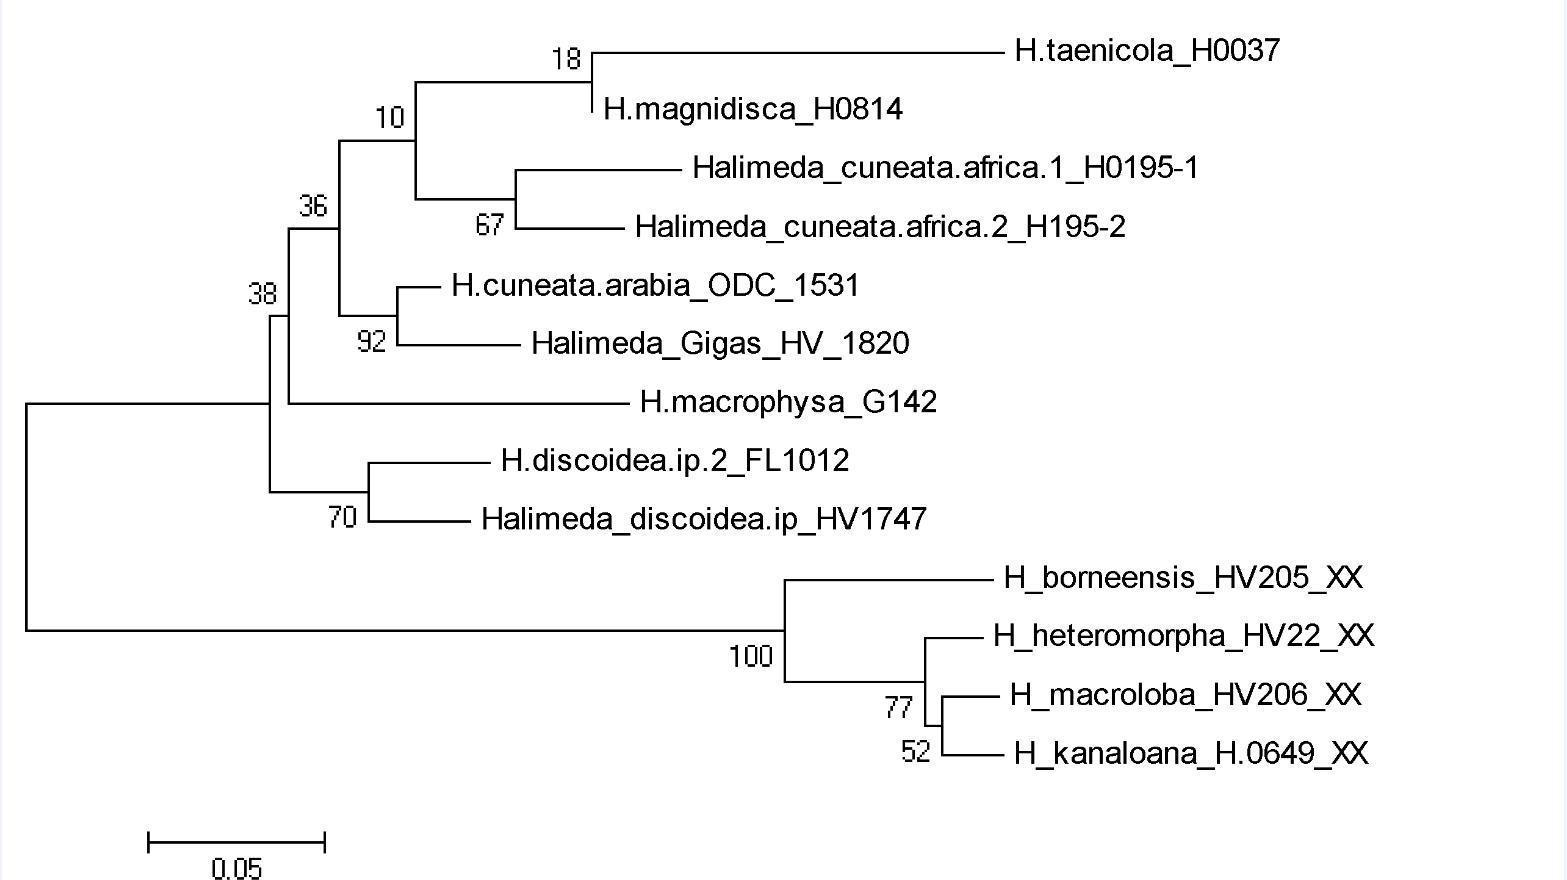 18
H.taenicola_H0037
H.magnidisca_H0814
10
Halimeda_cuneata.africa.1_H0195-1
36
67
Halimeda_cuneata.africa.2_H195-2
38
H.cuneata.arabia_ODC_1531
92
Halimeda_Gigas_HV_1820
H.macrophysa_G142
H.discoidea.ip.2_FL1012
70
Halimeda_discoidea.ip_HV1747
H_borneensis_HV205_XX
100
H_heteromorpha_HV22_XX
77
H_macroloba_HV206_XX
52
H_kanaloana_H.0649_XX
0.05